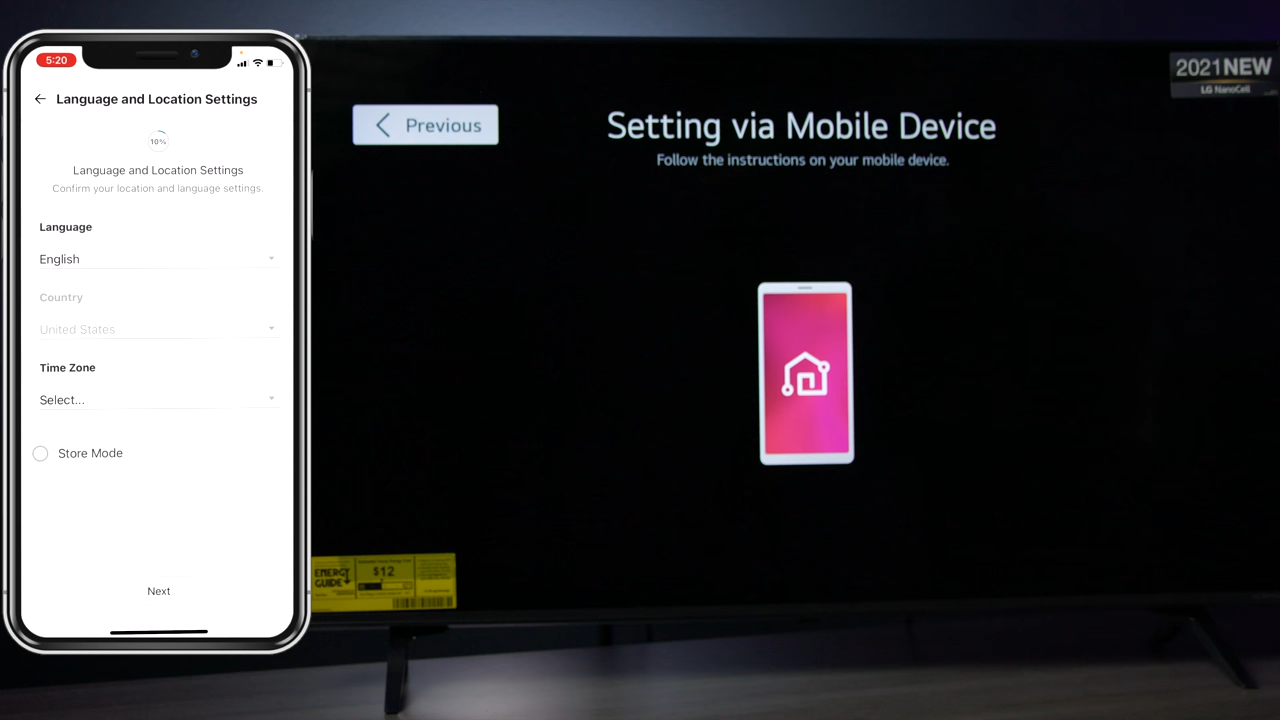 5:20
Language and Location Settings
10%
Language and Location Settings
Confirm your location and language settings.
Language
English
Country
United States
Time Zone
Select...
Store Mode
Next
Previous
Setting via Mobile Device
Follow the instructions on your mobile device.
2021 NEW
LG NanoCell
ENERGY
GUIDE
$12